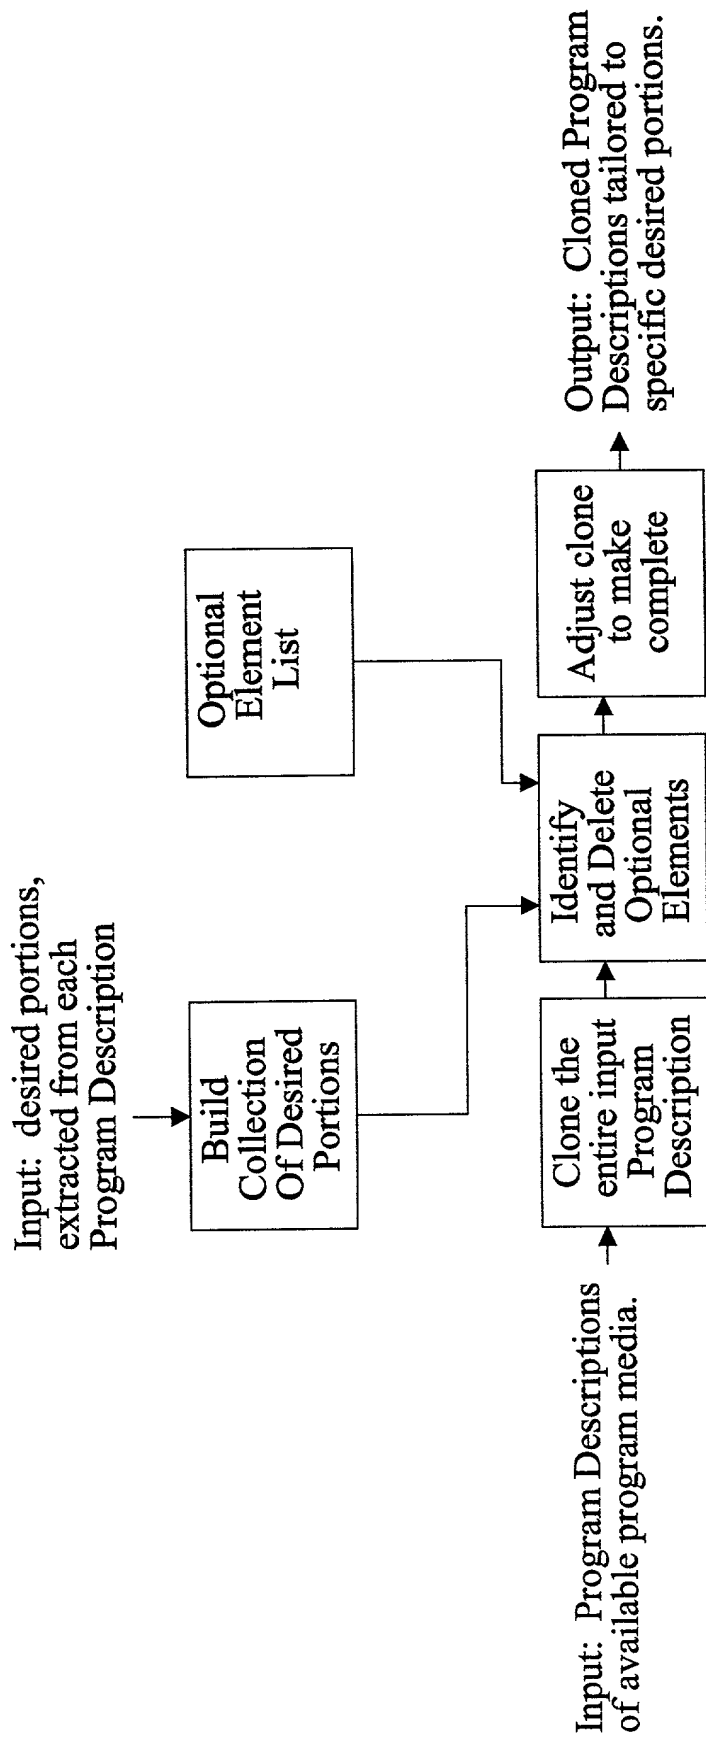 Input:  desired portions,
extracted from each
Program Description
Build
Collection
Of Desired
Portions
Optional
Element
List
Input:  Program Descriptions
of available program media.
Clone the
entire input
Program
Description
Identify
and Delete
Optional
Elements
Adjust clone
to make
complete
Output:  Cloned Program
Descriptions tailored to
specific desired portions.